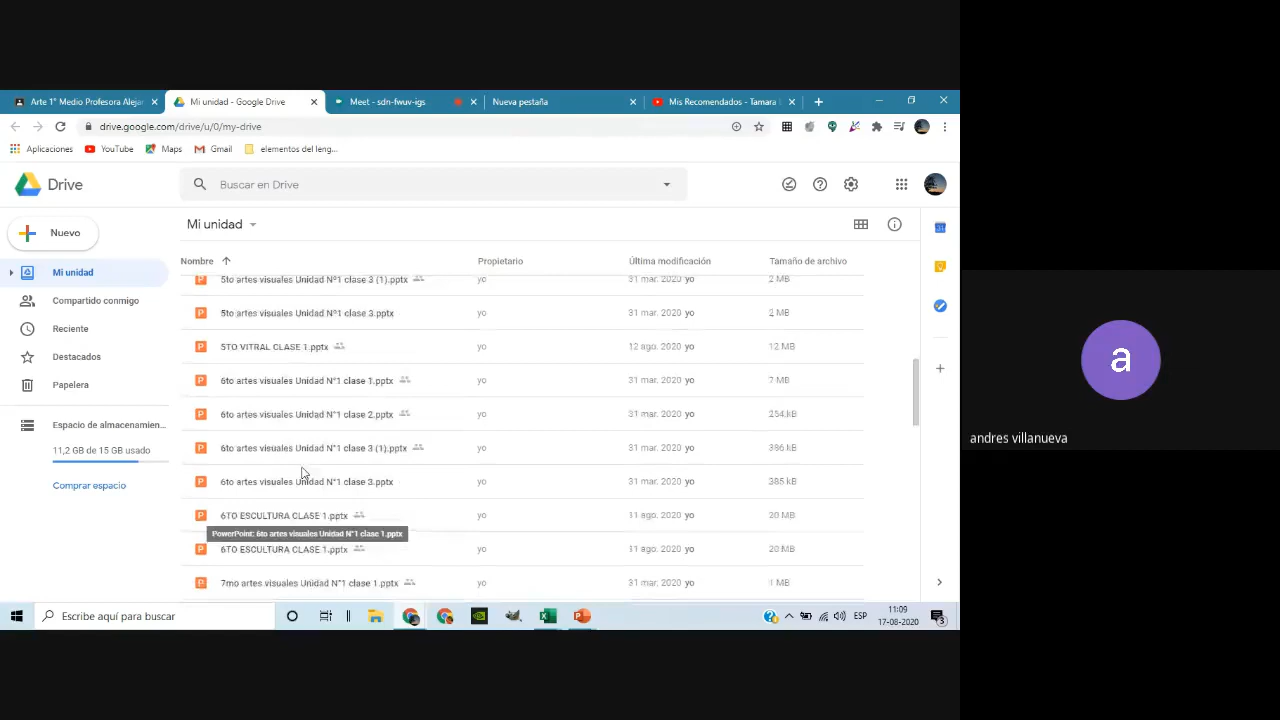 Arte 1° Medio Profesora Alejar
Mi unidad - Google Drive
Meet - sdn-fwuv-igs
Nueva pestaña
Mis Recomendados - Tamara
drive.google.com/drive/u/0/my-drive
Aplicaciones
YouTube
Maps
Gmail
elementos del leng...
Drive
Buscar en Drive
Nuevo
Mi unidad
Compartido conmigo
Reciente
Destacados
Papelera
Espacio de almacenamien...
11,2 GB de 15 GB usado
Comprar espacio
Mi unidad
Nombre Propietario Última modificación Tamaño de archivo
5to artes visuales Unidad N°1 clase 3 (1).pptx yo 31 mar. 2020 yo 2 MB
5to artes visuales Unidad N°1 clase 3.pptx yo 31 mar. 2020 yo 2 MB
5TO VITRAL CLASE 1.pptx yo 12 ago. 2020 yo 12 MB
6to artes visuales Unidad N°1 clase 1.pptx yo 31 mar. 2020 yo 7 MB
6to artes visuales Unidad N°1 clase 2.pptx yo 31 mar. 2020 yo 254 kB
6to artes visuales Unidad N°1 clase 3 (1).pptx yo 31 mar. 2020 yo 386 kB
6to artes visuales Unidad N°1 clase 3.pptx yo 31 mar. 2020 yo 385 kB
6TO ESCULTURA CLASE 1.pptx yo 11 ago. 2020 yo 20 MB
PowerPoint: 6to artes visuales Unidad N°1 clase 1.pptx
6TO ESCULTURA CLASE 1.pptx yo 11 ago. 2020 yo 20 MB
7mo artes visuales Unidad N°1 clase 1.pptx yo 31 mar. 2020 yo 1 MB
Escribe aquí para buscar
ESP
11:09
17-08-2020
3
a
andres villanueva